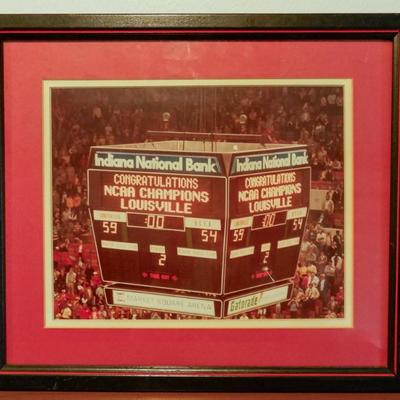 Indiana National Bank
CONGRATULATIONS
NCAA CHAMPIONS
LOUISVILLE
:00
59
54
2
MARKET SQUARE ARENA
Indiana National Bank
CONGRATULATIONS
NCAA CHAMPIONS
LOUISVILLE
:00
59
54
2
Gatorade